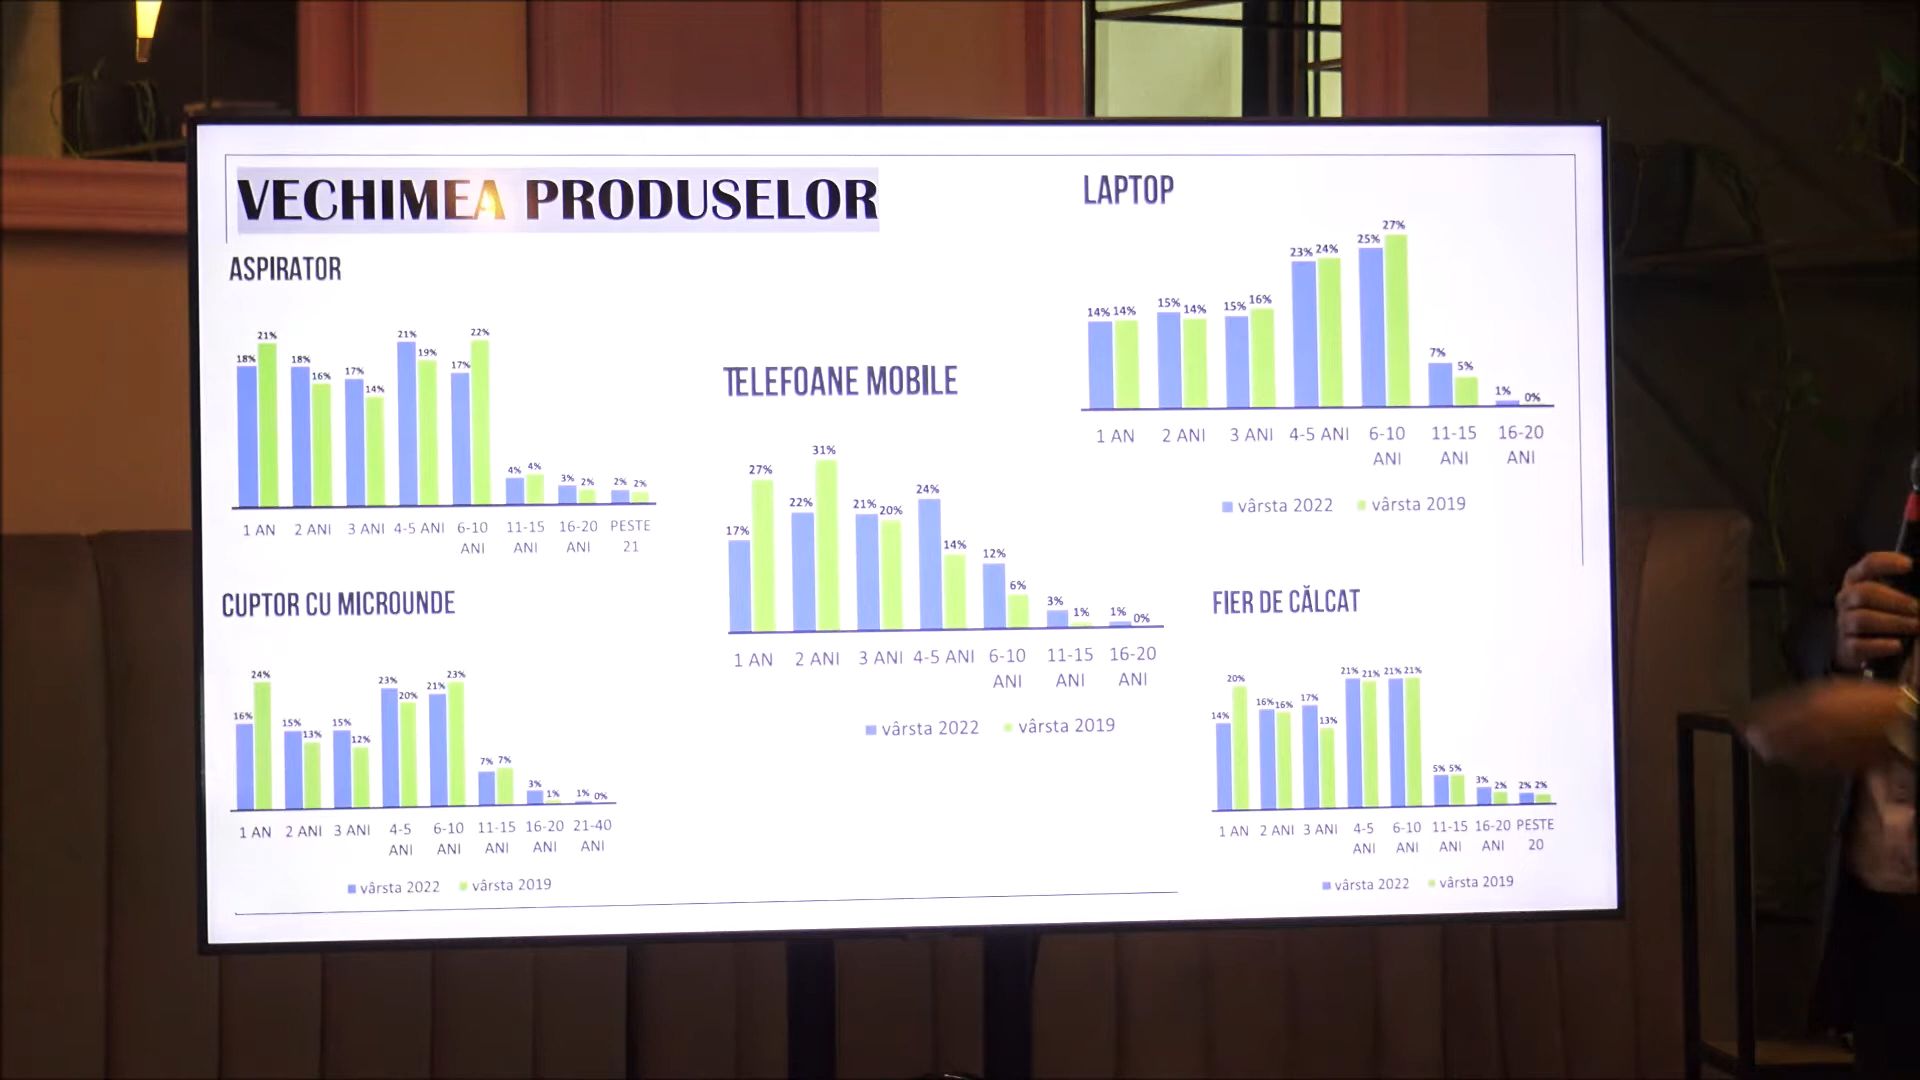 VECHIMEA PRODUSELOR
ASPIRATOR
18% 21% 18% 16% 17% 14% 21% 19% 17% 22% 4% 4% 3% 2% 2% 2%
1 AN 2 ANI 3 ANI 4-5 ANI 6-10 11-15 16-20 PESTE
ANI ANI ANI 21
CUPTOR CU MICROUNDE
16% 24% 15% 13% 15% 12% 23% 20% 21% 23% 7% 7% 3% 1% 1% 0%
1 AN 2 ANI 3 ANI 4-5 6-10 11-15 16-20 21-40
ANI ANI ANI ANI ANI
vârsta 2022 vârsta 2019
TELEFOANE MOBILE
17% 27% 22% 31% 21% 20% 24% 14% 12% 6% 3% 1% 1% 0%
1 AN 2 ANI 3 ANI 4-5 ANI 6-10 11-15 16-20
ANI ANI ANI
vârsta 2022 vârsta 2019
LAPTOP
14% 14% 15% 14% 15% 16% 23% 24% 25% 27% 7% 5% 1% 0%
1 AN 2 ANI 3 ANI 4-5 ANI 6-10 11-15 16-20
ANI ANI ANI
vârsta 2022 vârsta 2019
FIER DE CĂLCAT
14% 20% 16% 16% 17% 13% 21% 21% 21% 21% 5% 5% 3% 2% 2% 2%
1 AN 2 ANI 3 ANI 4-5 6-10 11-15 16-20 PESTE
ANI ANI ANI ANI 20
vârsta 2022 vârsta 2019